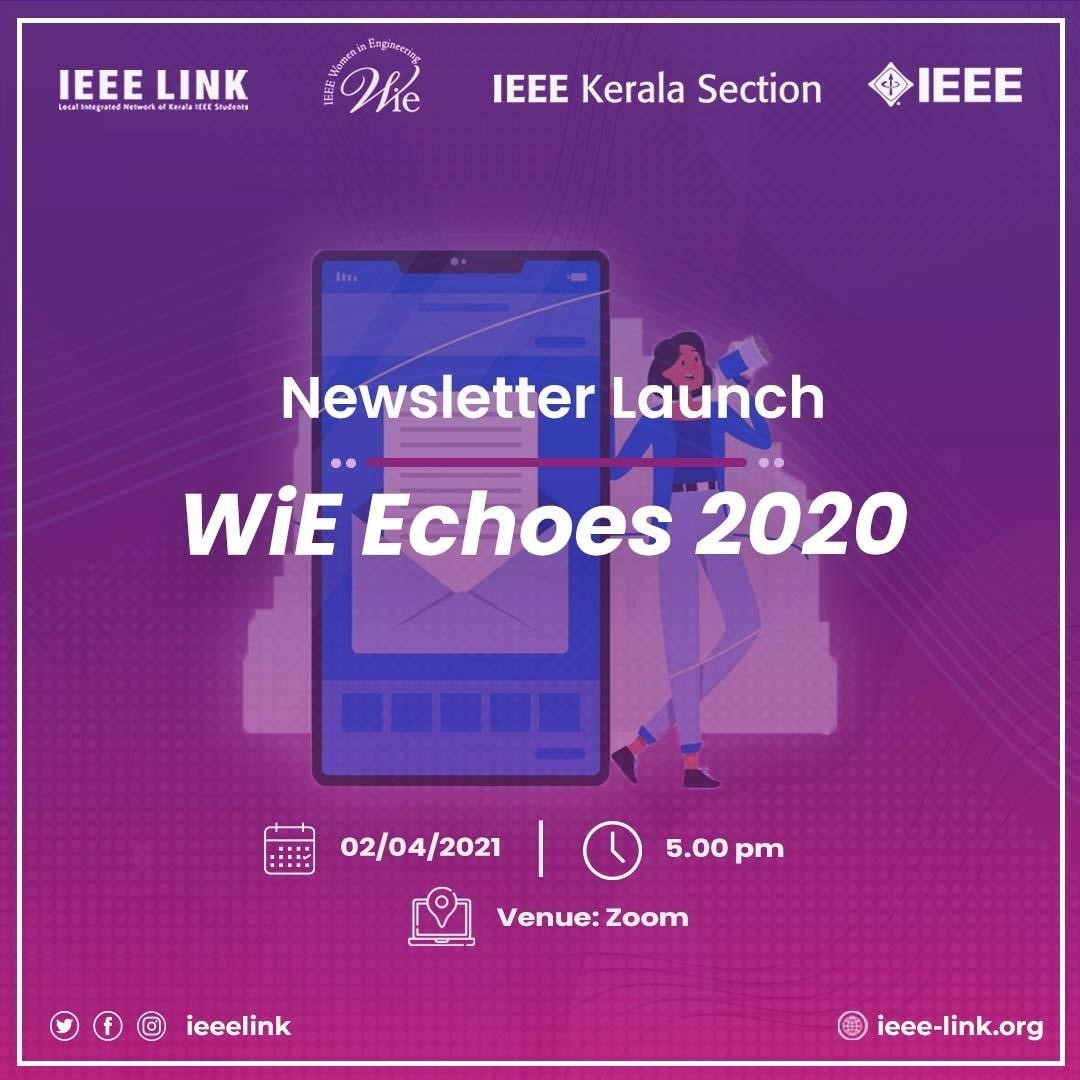 IEEE LINK
Local Integrated Network of Kerala IEEE Students
IEEE Women in Engineering
WiE
IEEE Kerala Section
IEEE
Newsletter Launch
WiE Echoes 2020
02/04/2021
5.00 pm
Venue: Zoom
ieeelink
ieee-link.org